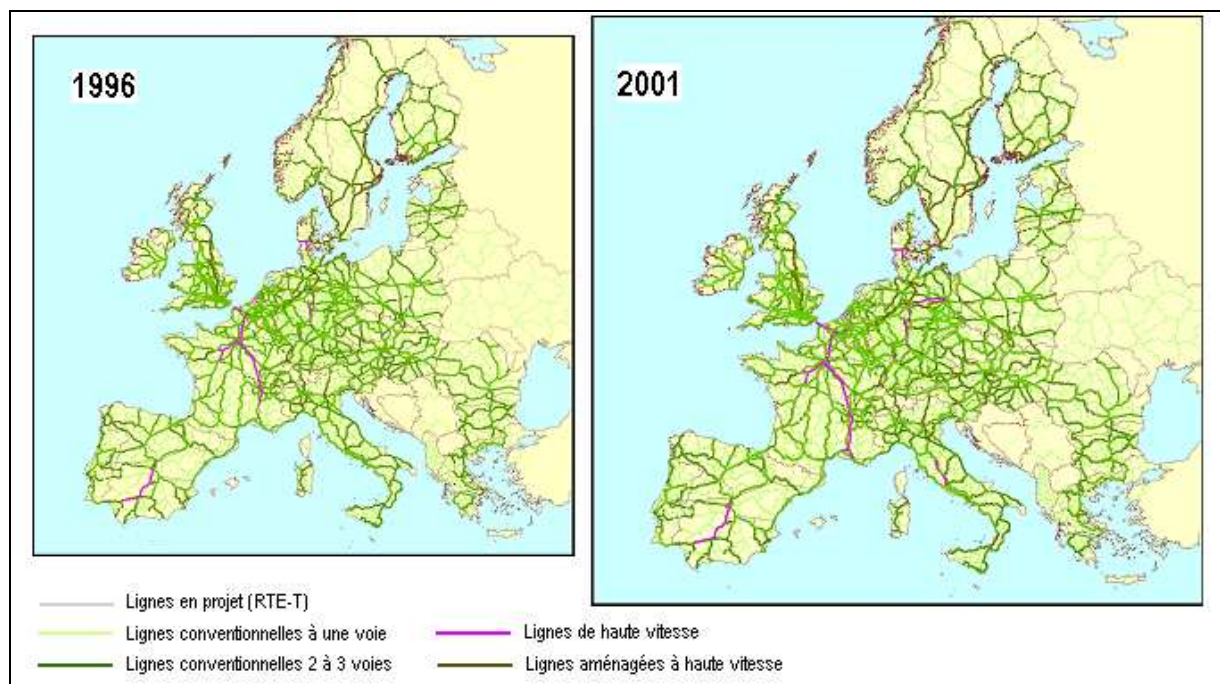 1996
2001
Lignes en projet (RTE-T)
Lignes conventionnelles à une voie
Lignes de haute vitesse
Lignes conventionnelles 2 à 3 voies
Lignes aménagées à haute vitesse